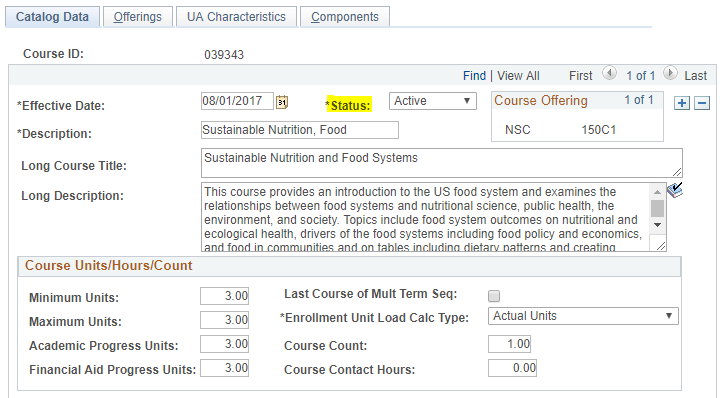 Catalog Data Offerings UA Characteristics Components
Course ID: 039343
Find | View All First 1 of 1 Last
*Effective Date: 08/01/2017 31 *Status: Active Course Offering 1 of 1
*Description: Sustainable Nutrition, Food NSC 150C1
Long Course Title: Sustainable Nutrition and Food Systems
Long Description: This course provides an introduction to the US food system and examines the
relationships between food systems and nutritional science, public health, the
environment, and society. Topics include food system outcomes on nutritional and
ecological health, drivers of the food systems including food policy and economics,
and food in communities and on tables including dietary patterns and creating
Course Units/Hours/Count
Minimum Units: 3.00 Last Course of Mult Term Seq:
Maximum Units: 3.00 *Enrollment Unit Load Calc Type: Actual Units
Academic Progress Units: 3.00 Course Count: 1.00
Financial Aid Progress Units: 3.00 Course Contact Hours: 0.00